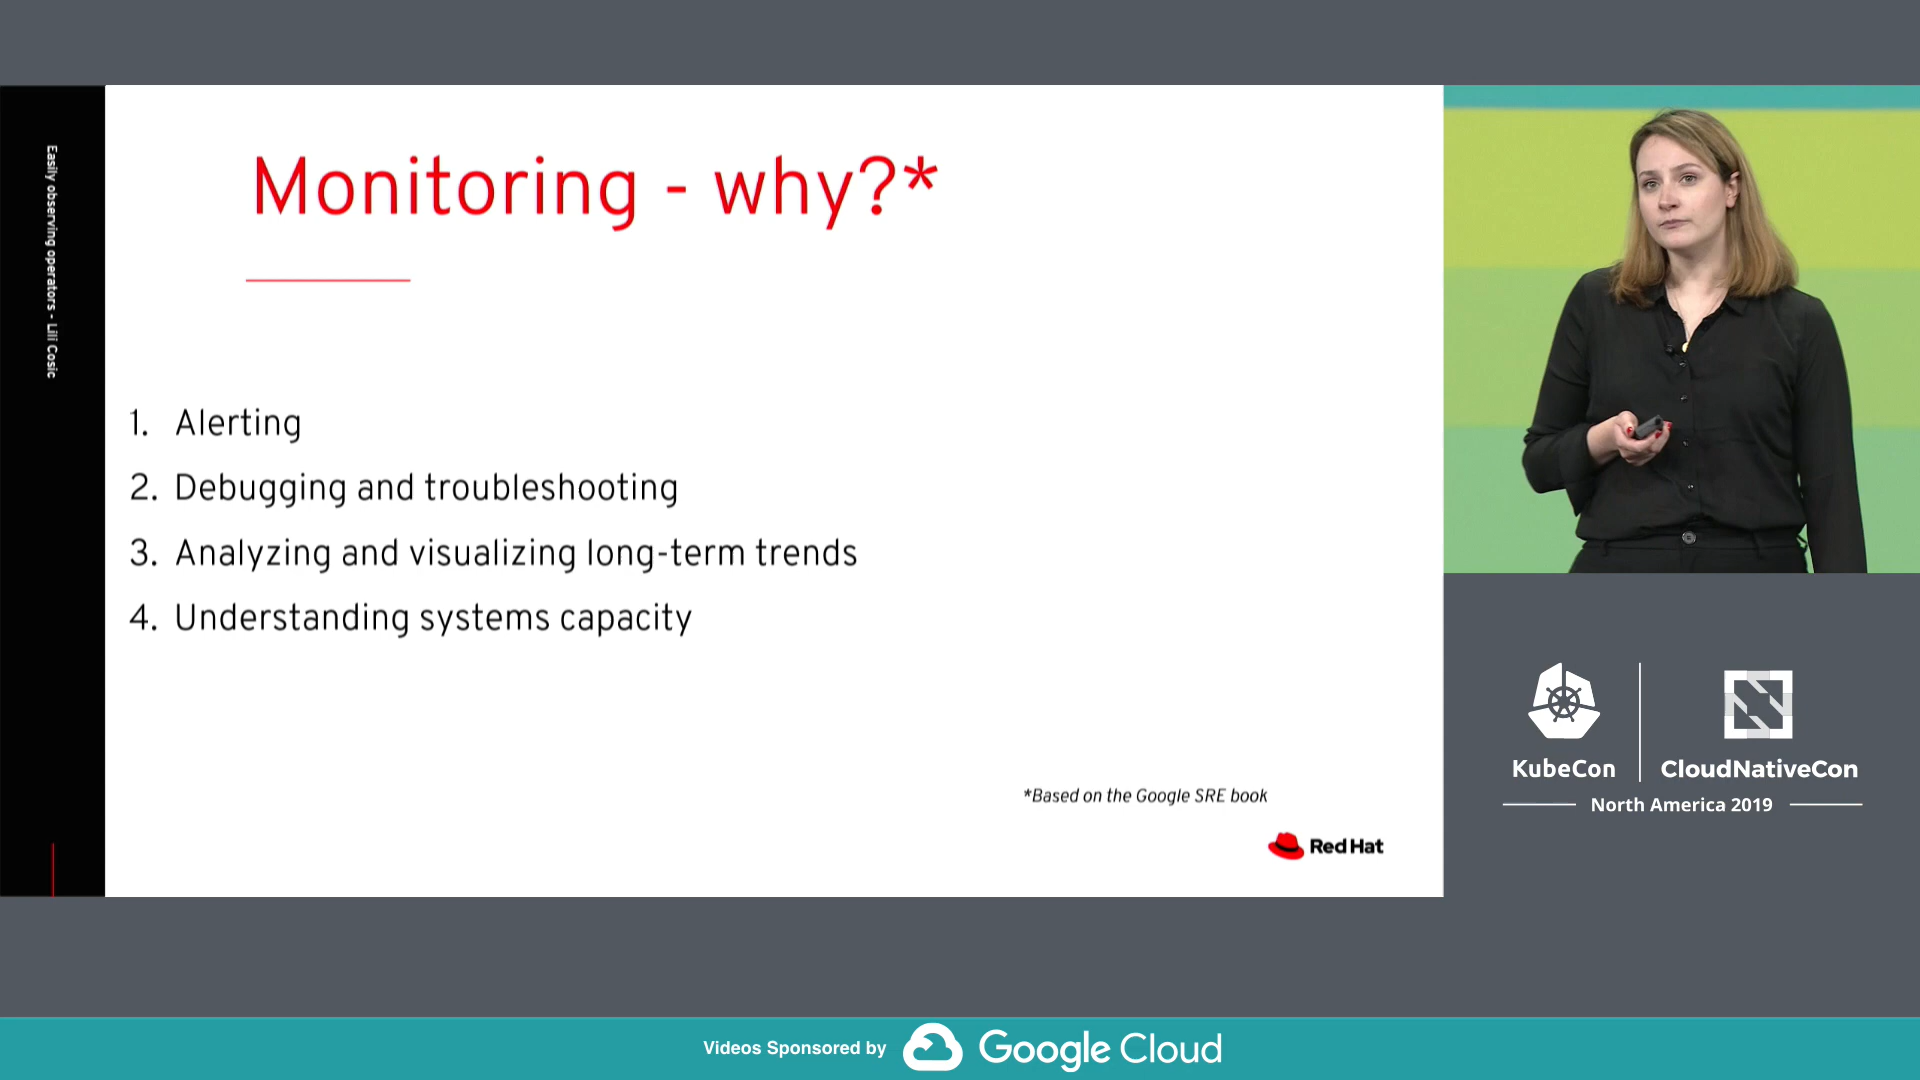 Easily observing operators - Lili Cosic
Monitoring - why?*
1. Alerting
2. Debugging and troubleshooting
3. Analyzing and visualizing long-term trends
4. Understanding systems capacity
*Based on the Google SRE book
Red Hat
KubeCon
CloudNativeCon
North America 2019
Videos Sponsored by
Google Cloud